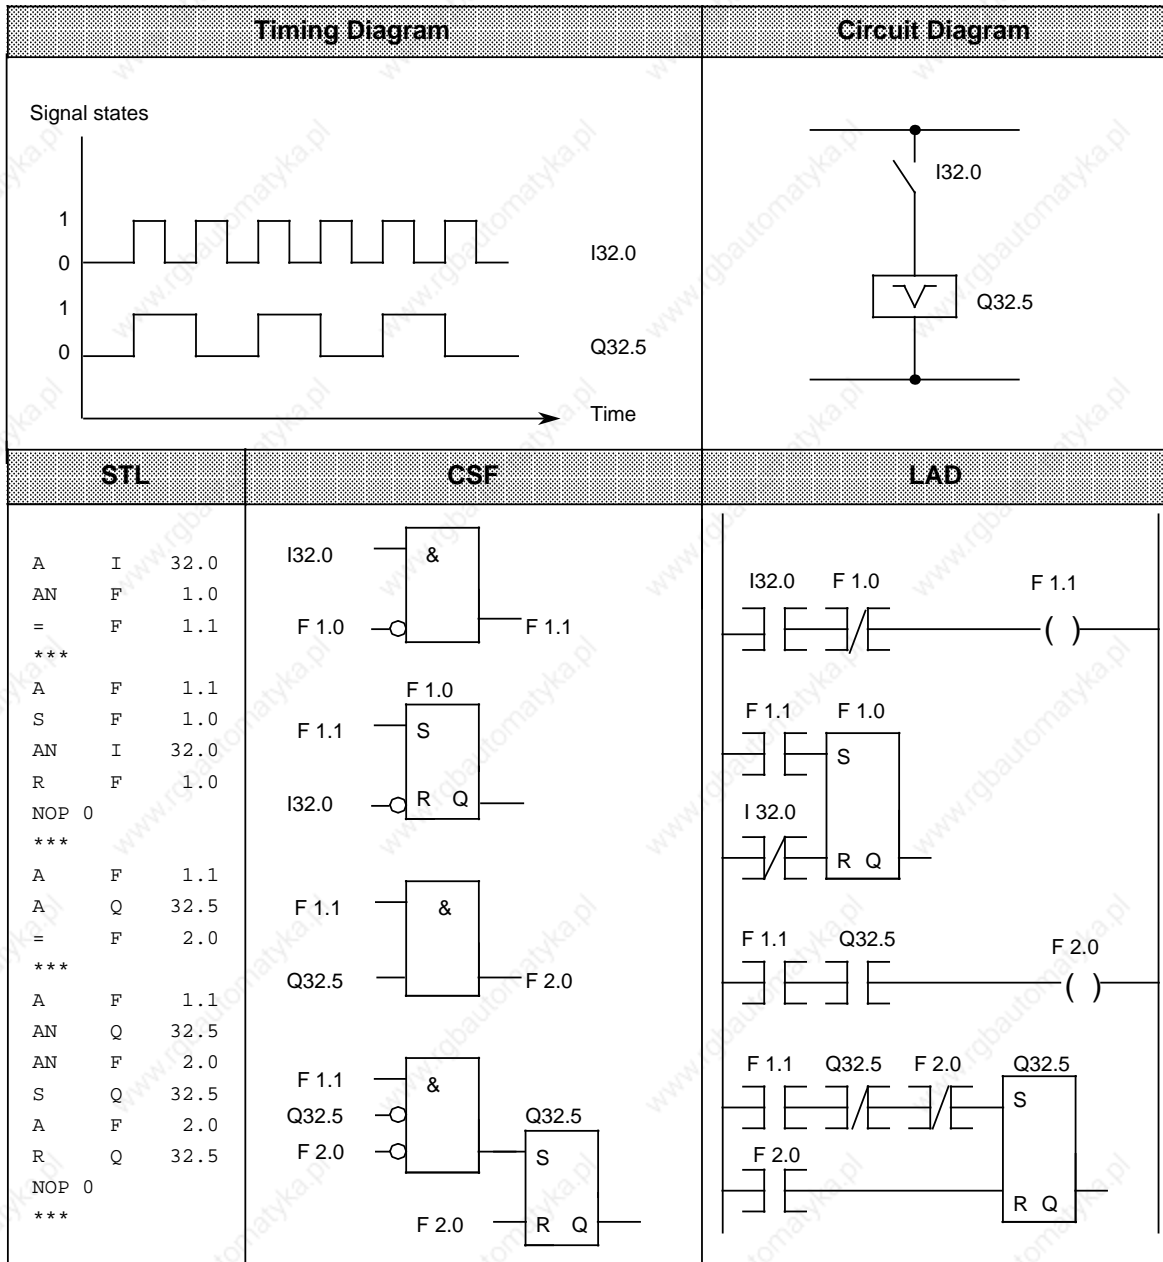 Timing Diagram
Circuit Diagram
Signal states
1
0
I32.0
1
0
Q32.5
Time
I32.0
Q32.5
STL
CSF
LAD
A I 32.0
AN F 1.0
= F 1.1
***
A F 1.1
S F 1.0
AN I 32.0
R F 1.0
NOP 0
***
A F 1.1
A Q 32.5
= F 2.0
***
A F 1.1
AN Q 32.5
AN F 2.0
S Q 32.5
A F 2.0
R Q 32.5
NOP 0
***
I32.0 &
F 1.0 F 1.1
F 1.0
F 1.1 S
I32.0 R Q
F 1.1 &
Q32.5 F 2.0
F 1.1 &
Q32.5 Q32.5
F 2.0 S
F 2.0 R Q
I32.0 F 1.0 F 1.1
( )
F 1.1 F 1.0
S
I 32.0
R Q
F 1.1 Q32.5 F 2.0
( )
F 1.1 Q32.5 F 2.0 Q32.5
S
F 2.0
R Q
www.rgbautomatyka.pl